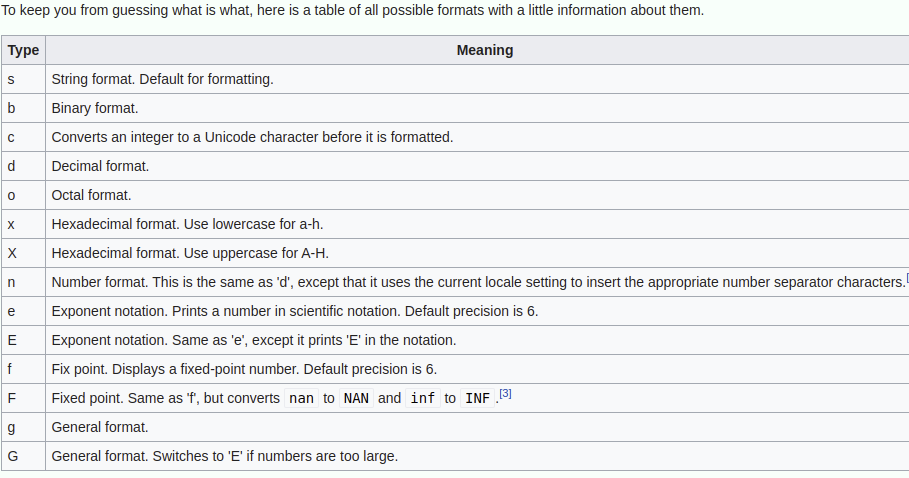 To keep you from guessing what is what, here is a table of all possible formats with a little information about them.
Type Meaning
s String format. Default for formatting.
b Binary format.
c Converts an integer to a Unicode character before it is formatted.
d Decimal format.
o Octal format.
x Hexadecimal format. Use lowercase for a-h.
X Hexadecimal format. Use uppercase for A-H.
n Number format. This is the same as 'd', except that it uses the current locale setting to insert the appropriate number separator characters.
e Exponent notation. Prints a number in scientific notation. Default precision is 6.
E Exponent notation. Same as 'e', except it prints 'E' in the notation.
f Fix point. Displays a fixed-point number. Default precision is 6.
F Fixed point. Same as 'f', but converts nan to NAN and inf to INF.[3]
g General format.
G General format. Switches to 'E' if numbers are too large.